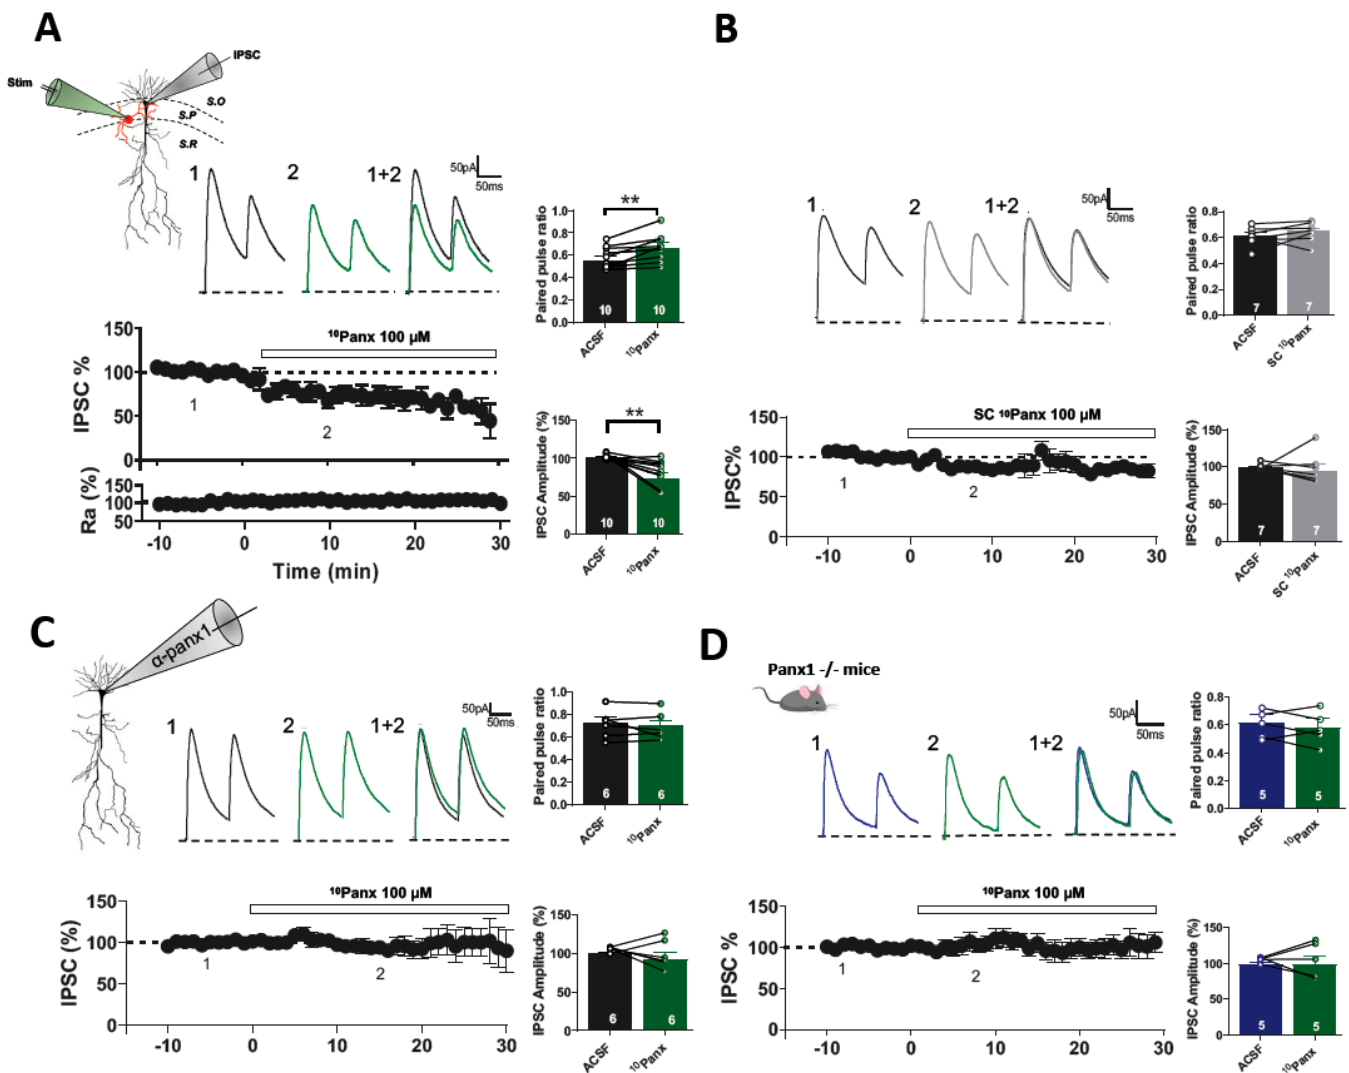 A
Stim
IPSC
S.O
S.P
S.R
1
2
1+2
50pA
50ms
Paired pulse ratio
1.0
0.8
0.6
0.4
0.2
0.0
**
10
10
ACSF
¹⁰Panx
¹⁰Panx 100 µM
IPSC %
150
100
50
0
1
2
Ra (%)
150
100
50
-10
0
10
20
30
Time (min)
IPSC Amplitude (%)
150
100
50
0
**
10
10
ACSF
¹⁰Panx
B
1
2
1+2
50pA
50ms
Paired pulse ratio
0.8
0.6
0.4
0.2
0.0
7
7
ACSF
SC ¹⁰Panx
SC ¹⁰Panx 100 µM
IPSC%
150
100
50
0
1
2
-10
0
10
20
30
IPSC Amplitude (%)
150
100
50
0
7
7
ACSF
SC ¹⁰Panx
C
α-panx1
1
2
1+2
50pA
50ms
Paired pulse ratio
1.0
0.8
0.6
0.4
0.2
0.0
6
6
ACSF
¹⁰Panx
¹⁰Panx 100 µM
IPSC (%)
150
100
50
0
1
2
-10
0
10
20
30
IPSC Amplitude (%)
150
100
50
0
6
6
ACSF
¹⁰Panx
D
Panx1 -/- mice
1
2
1+2
50pA
50ms
Paired pulse ratio
0.8
0.6
0.4
0.2
0.0
5
5
ACSF
¹⁰Panx
¹⁰Panx 100 µM
IPSC %
150
100
50
0
1
2
-10
0
10
20
30
IPSC Amplitude (%)
150
100
50
0
5
5
ACSF
¹⁰Panx